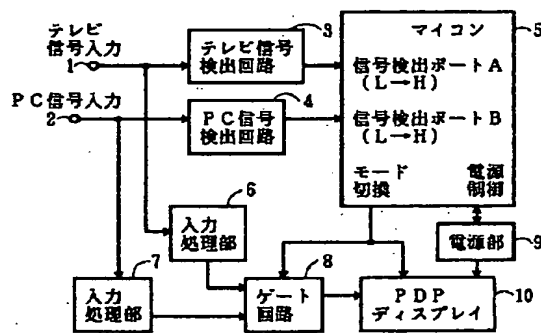 テレビ
信号入力
1
3
テレビ信号
検出回路
マイコン
5
信号検出ポートA
(L→H)
PC信号入力
2
4
PC信号
検出回路
信号検出ポートB
(L→H)
モード
切換
電源
制御
6
入力
処理部
7
入力
処理部
8
ゲート
回路
電源部
9
PDP
ディスプレイ
10